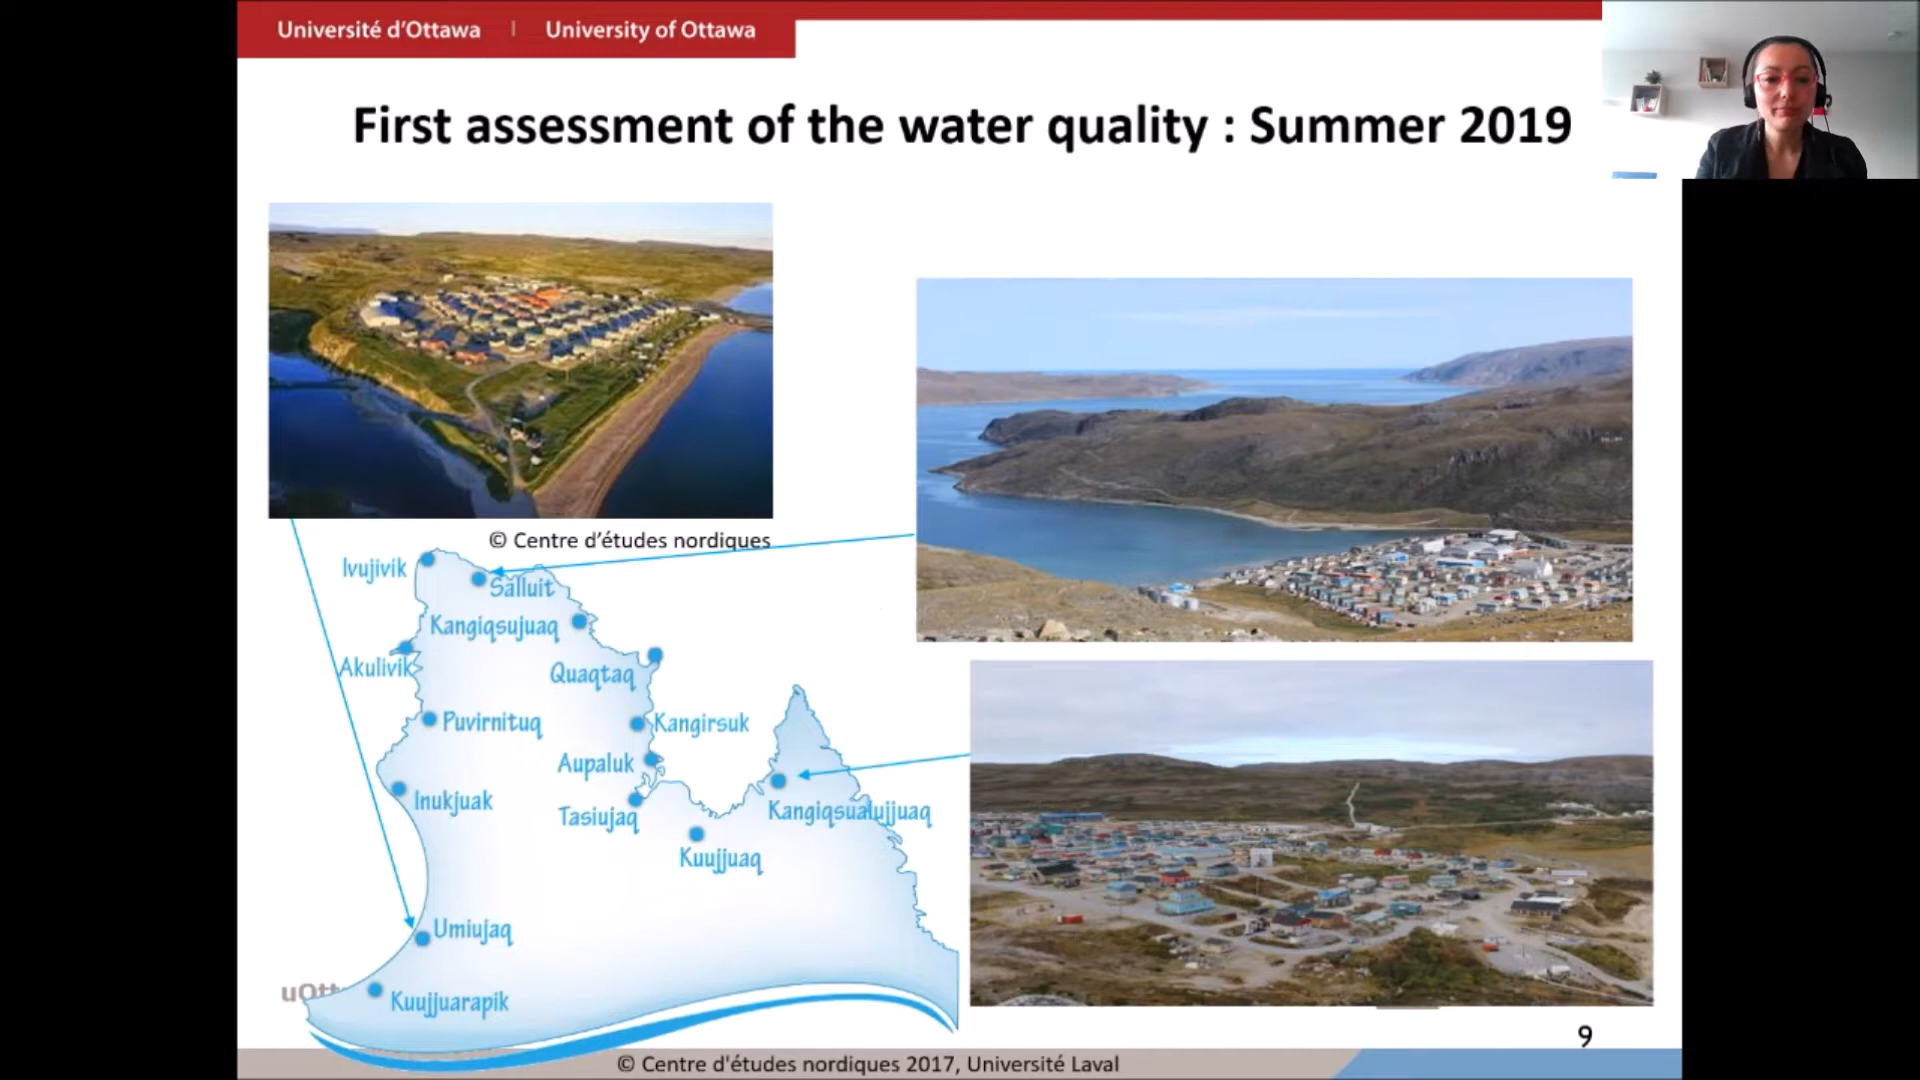 Université d'Ottawa | University of Ottawa
First assessment of the water quality : Summer 2019
© Centre d'études nordiques
Ivujivik
Salluit
Kangiqsujuaq
Akulivik
Quaqtaq
Puvirnituq
Kangirsuk
Aupaluk
Inukjuak
Tasiujaq
Kangiqsualujjuaq
Kuujjuaq
Umiujaq
Kuujjuarapik
9
© Centre d'études nordiques 2017, Université Laval